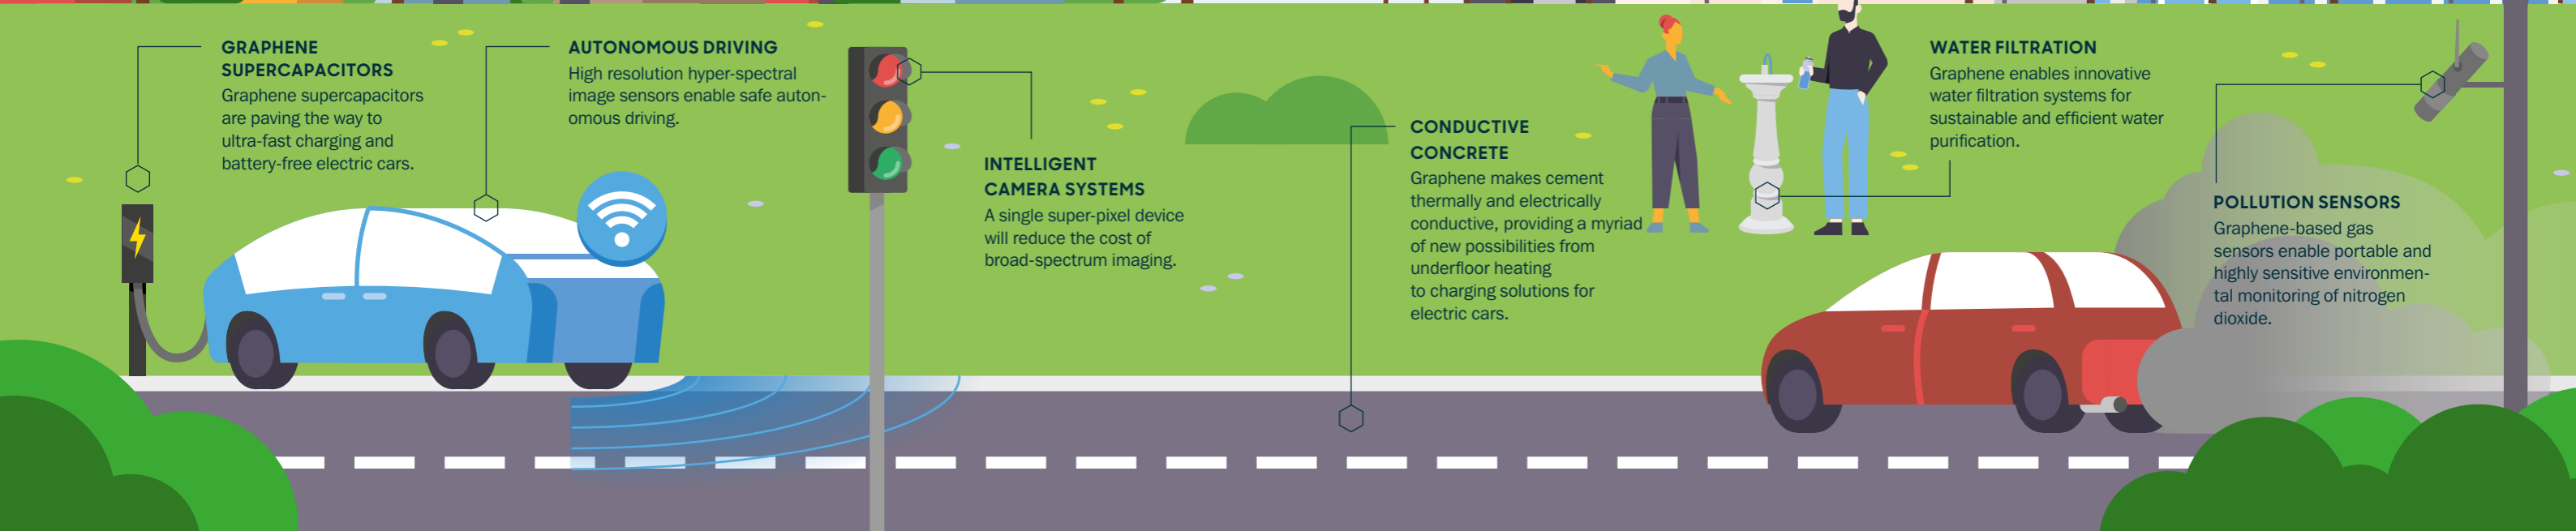 GRAPHENE
SUPERCAPACITORS
Graphene supercapacitors
are paving the way to
ultra-fast charging and
battery-free electric cars.
AUTONOMOUS DRIVING
High resolution hyper-spectral
image sensors enable safe auton-
omous driving.
INTELLIGENT
CAMERA SYSTEMS
A single super-pixel device
will reduce the cost of
broad-spectrum imaging.
CONDUCTIVE
CONCRETE
Graphene makes cement
thermally and electrically
conductive, providing a myriad
of new possibilities from
underfloor heating
to charging solutions for
electric cars.
WATER FILTRATION
Graphene enables innovative
water filtration systems for
sustainable and efficient water
purification.
POLLUTION SENSORS
Graphene-based gas
sensors enable portable and
highly sensitive environmen-
tal monitoring of nitrogen
dioxide.